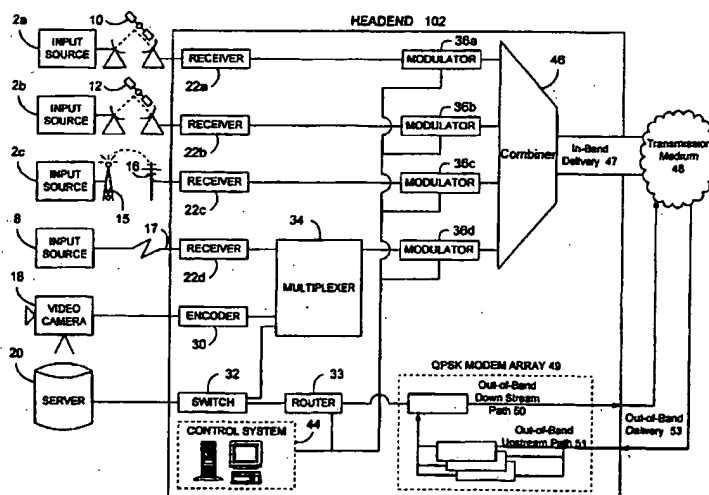 HEADEND 102
2a
INPUT
SOURCE
10
RECEIVER
22a
36a
MODULATOR
46
2b
INPUT
SOURCE
12
RECEIVER
22b
36b
MODULATOR
Combiner
In-Band
Delivery 47
Transmission
Medium
48
2c
INPUT
SOURCE
16
15
RECEIVER
22c
36c
MODULATOR
8
INPUT
SOURCE
17
RECEIVER
22d
34
MULTIPLEXER
36d
MODULATOR
18
VIDEO
CAMERA
ENCODER
30
20
SERVER
32
SWITCH
33
ROUTER
QPSK MODEM ARRAY 49
Out-of-Band
Down Stream
Path 50
Out-of-Band
Upstream Path 51
Out-of-Band
Delivery 53
CONTROL SYSTEM
44